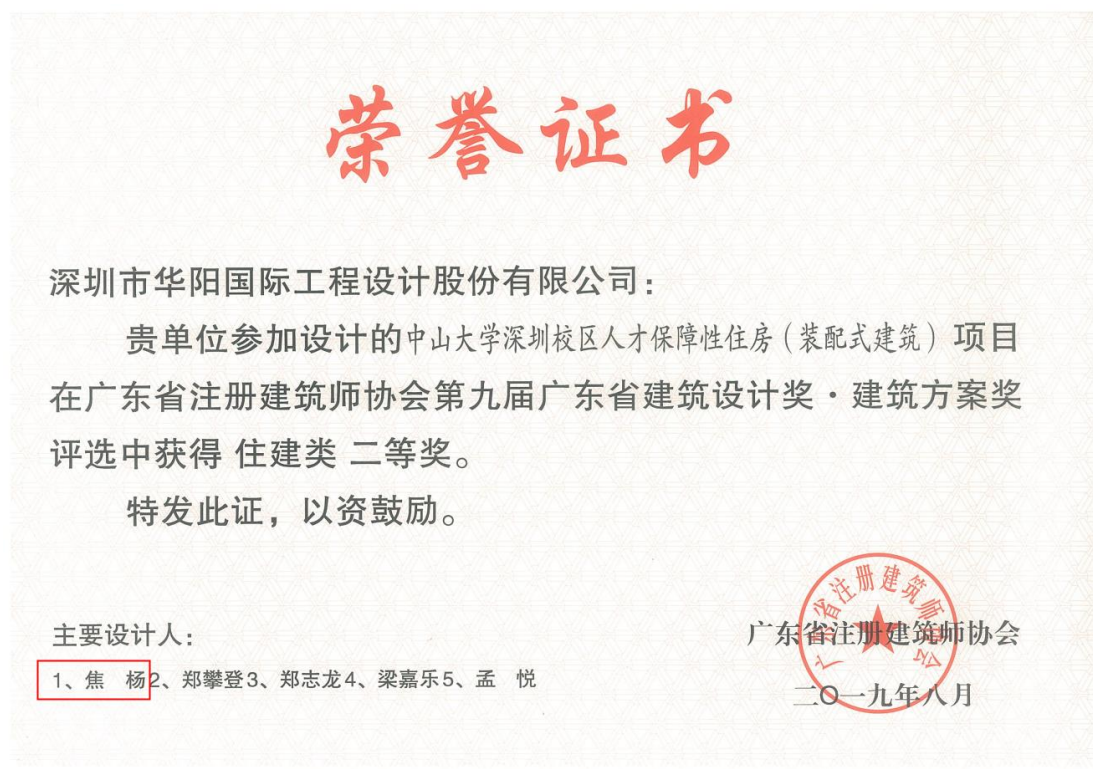 荣誉证书
深圳市华阳国际工程设计股份有限公司：
贵单位参加设计的中山大学深圳校区人才保障性住房（装配式建筑）项目
在广东省注册建筑师协会第九届广东省建筑设计奖·建筑方案奖
评选中获得 住建类 二等奖。
特发此证，以资鼓励。
主要设计人：
1、焦　杨2、郑攀登3、郑志龙4、梁嘉乐5、孟　悦
广东省注册建筑师协会
广东省注册建筑师协会
二〇一九年八月